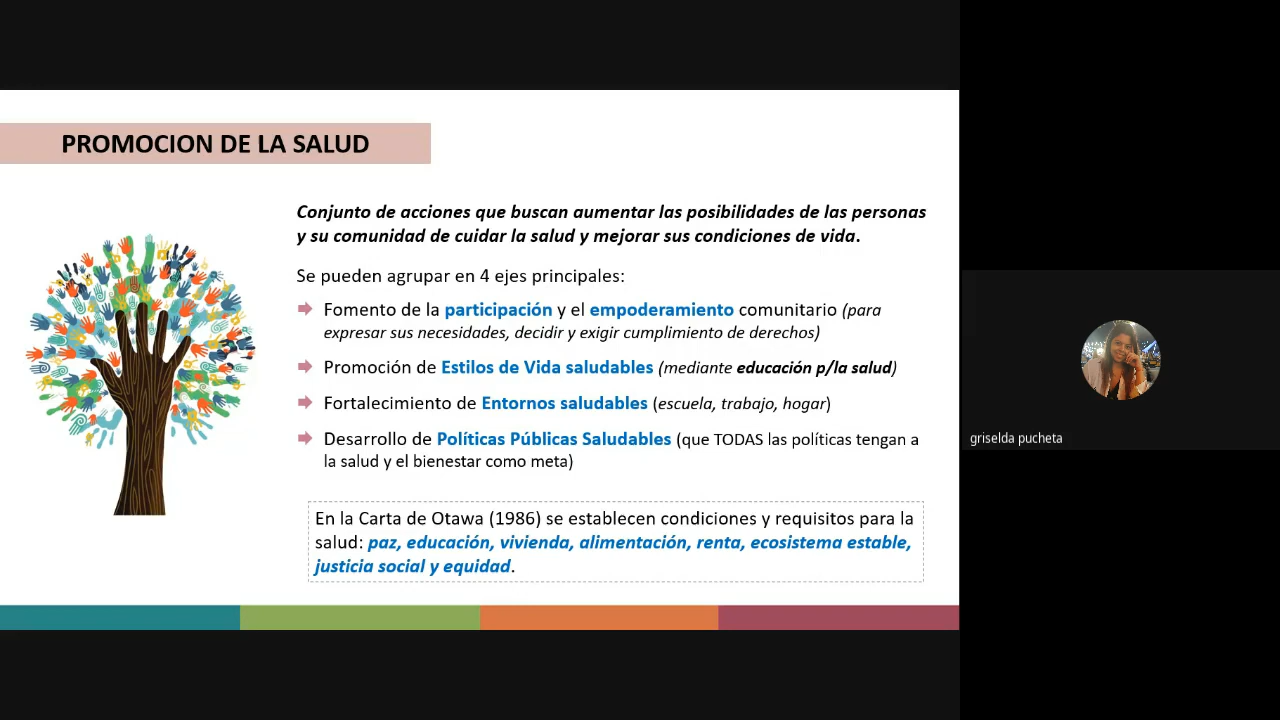 PROMOCION DE LA SALUD
Conjunto de acciones que buscan aumentar las posibilidades de las personas
y su comunidad de cuidar la salud y mejorar sus condiciones de vida.
Se pueden agrupar en 4 ejes principales:
Fomento de la participación y el empoderamiento comunitario (para
expresar sus necesidades, decidir y exigir cumplimiento de derechos)
Promoción de Estilos de Vida saludables (mediante educación p/la salud)
Fortalecimiento de Entornos saludables (escuela, trabajo, hogar)
Desarrollo de Políticas Públicas Saludables (que TODAS las políticas tengan a
la salud y el bienestar como meta)
En la Carta de Otawa (1986) se establecen condiciones y requisitos para la
salud: paz, educación, vivienda, alimentación, renta, ecosistema estable,
justicia social y equidad.
griselda pucheta